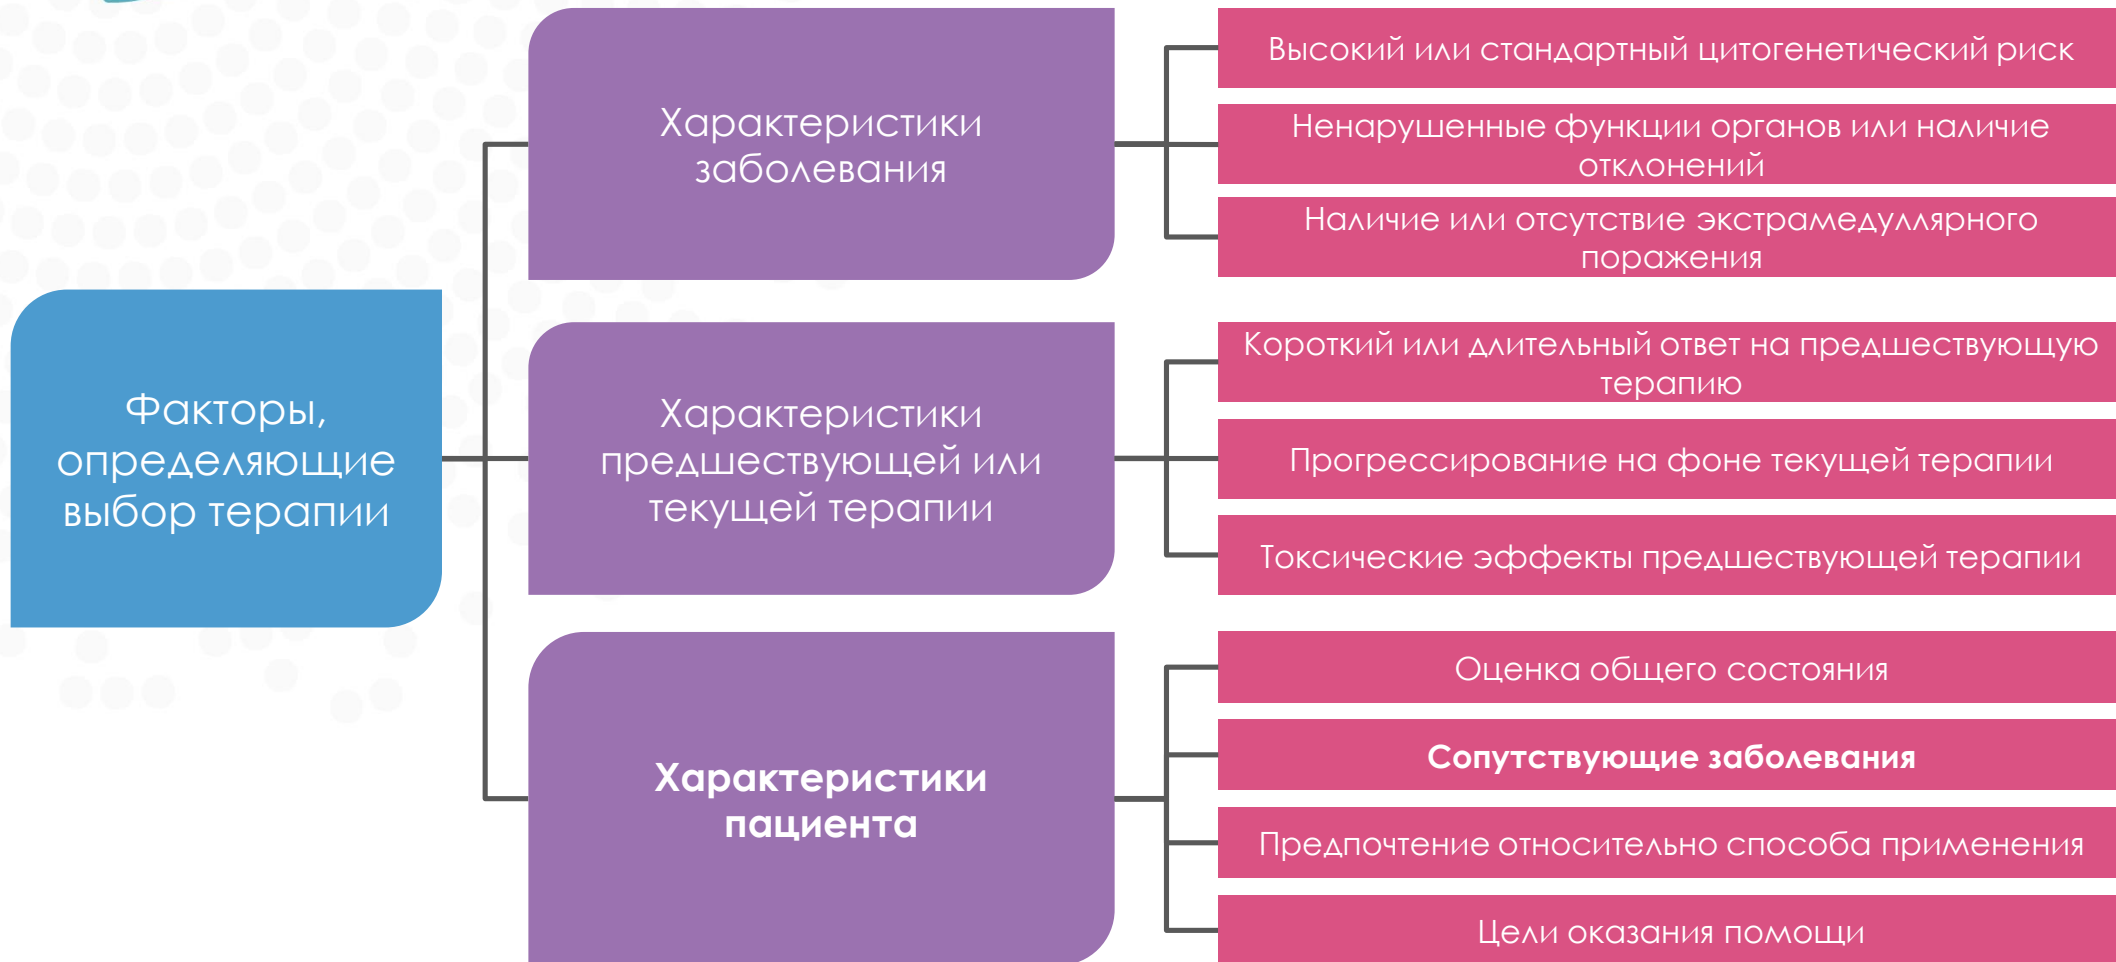 Факторы,
определяющие
выбор терапии
Характеристики
заболевания
Высокий или стандартный цитогенетический риск
Ненарушенные функции органов или наличие
отклонений
Наличие или отсутствие экстрамедуллярного
поражения
Характеристики
предшествующей или
текущей терапии
Короткий или длительный ответ на предшествующую
терапию
Прогрессирование на фоне текущей терапии
Токсические эффекты предшествующей терапии
Характеристики
пациента
Оценка общего состояния
Сопутствующие заболевания
Предпочтение относительно способа применения
Цели оказания помощи